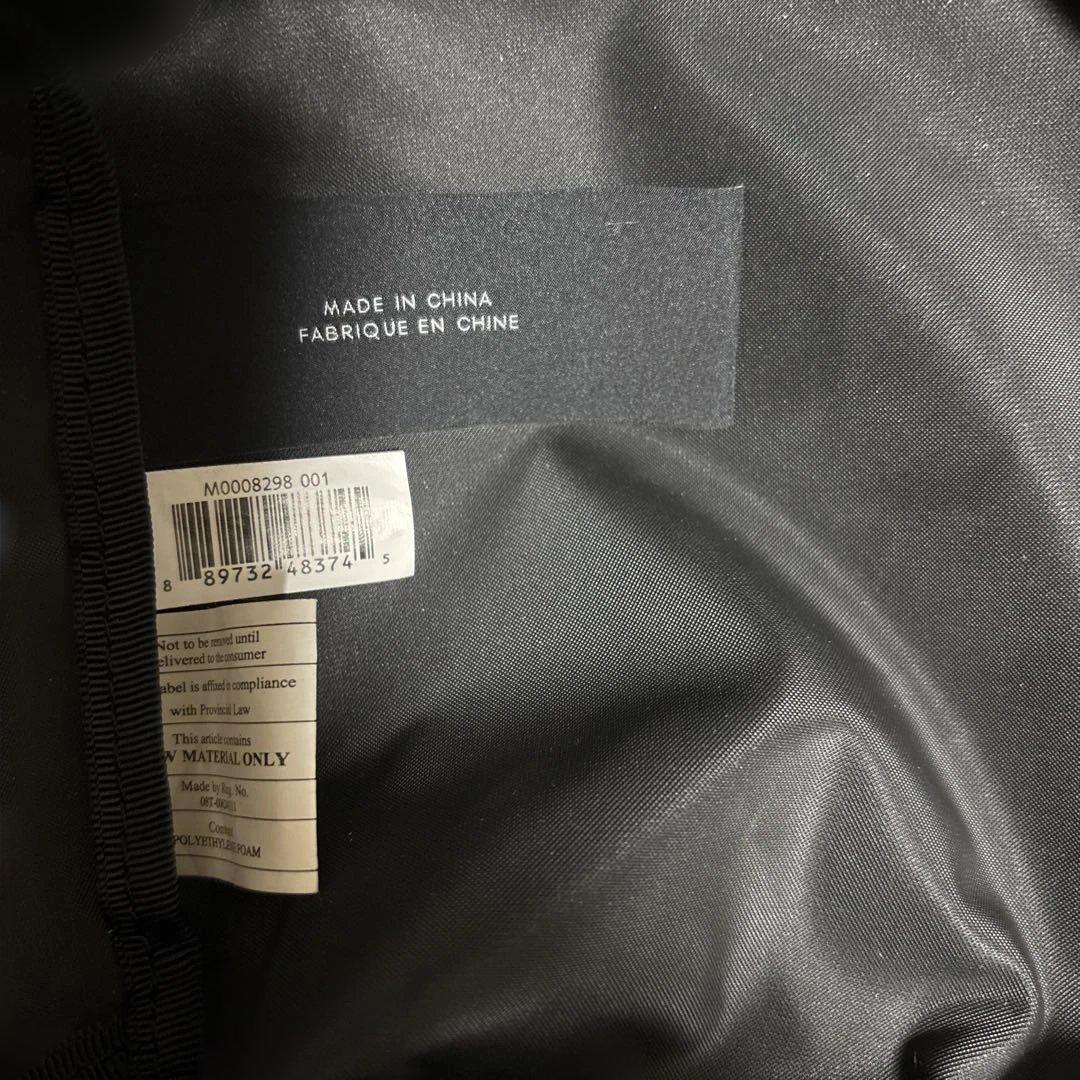 MADE IN CHINA
FABRIQUE EN CHINE
M0008298 001
8 89732 48374 5
Not to be removed until
elivered to the consumer
abel is affixed in compliance
with Provincial Law
This article contains
W MATERIAL ONLY
Made by Reg. No.
Content
POLYETHYLENE FOAM